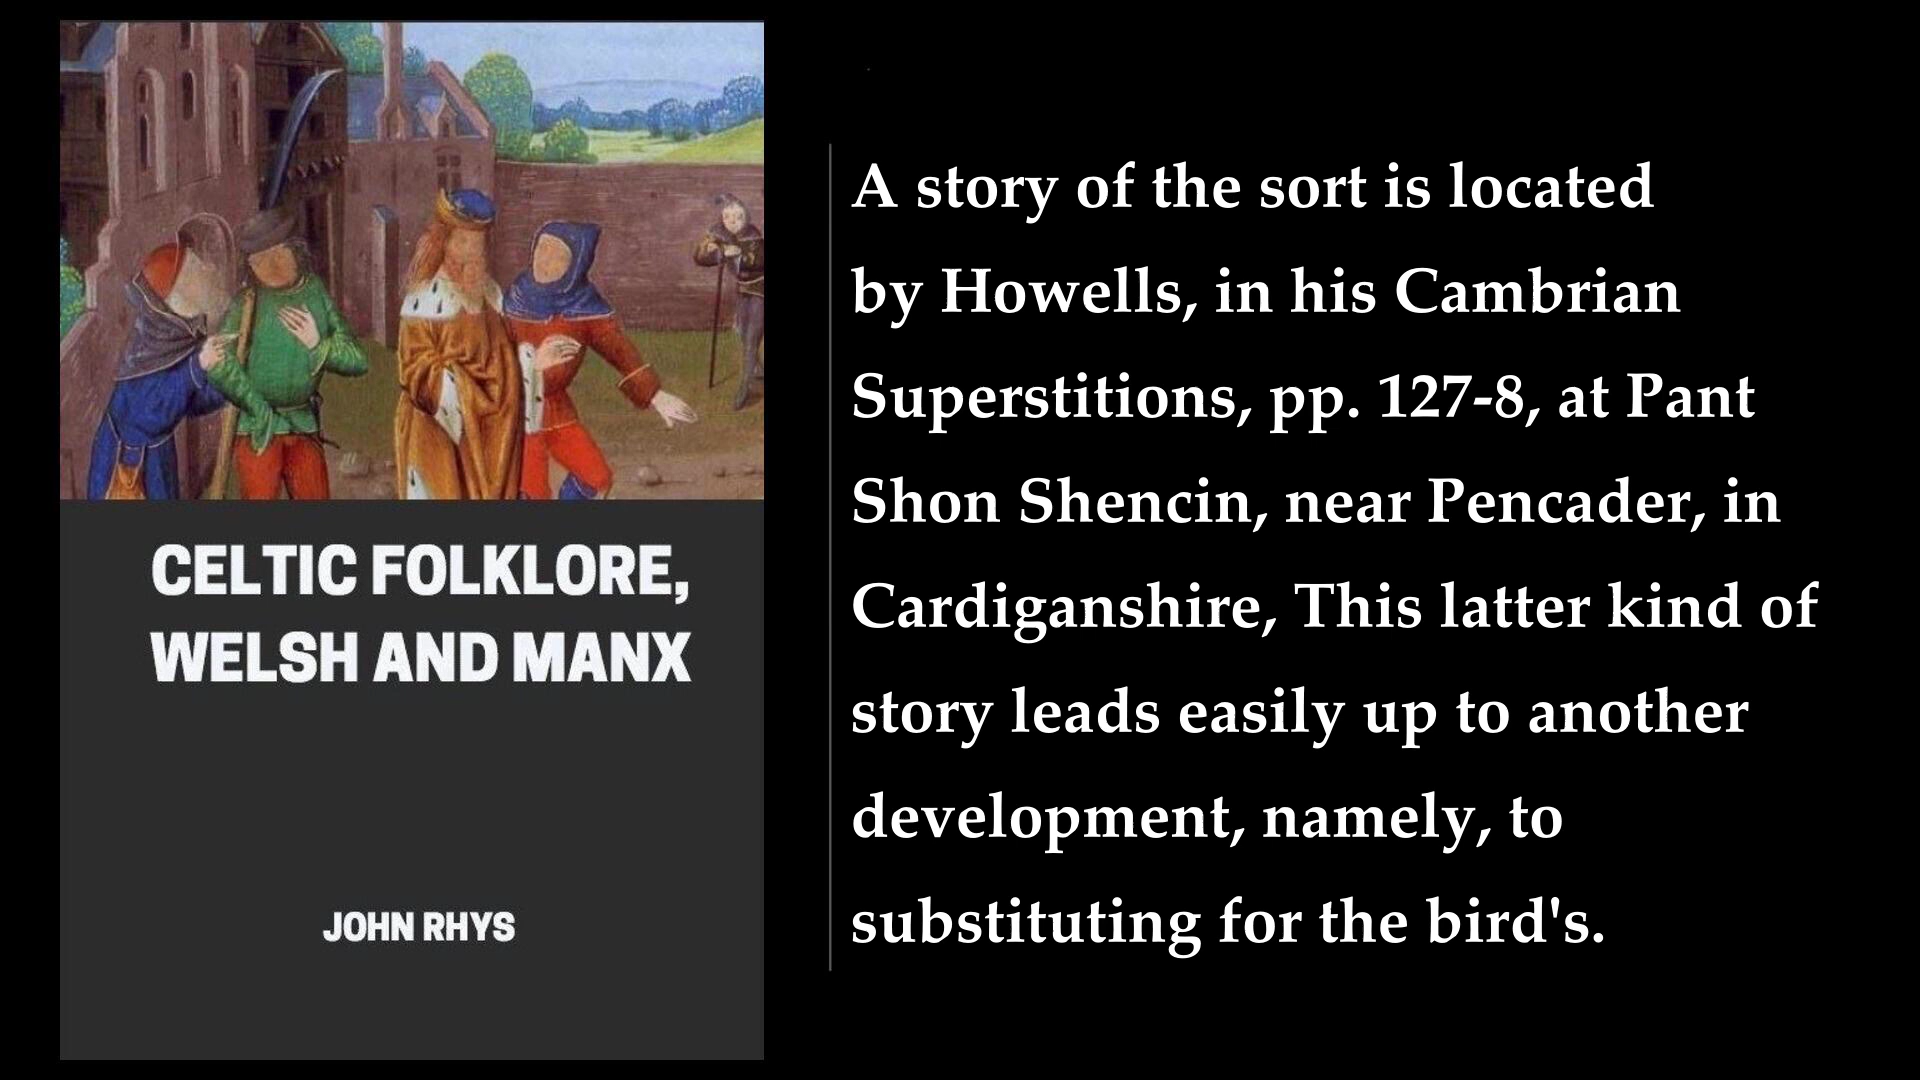 CELTIC FOLKLORE,
WELSH AND MANX
JOHN RHYS
A story of the sort is located
by Howells, in his Cambrian
Superstitions, pp. 127-8, at Pant
Shon Shencin, near Pencader, in
Cardiganshire, This latter kind of
story leads easily up to another
development, namely, to
substituting for the bird's.